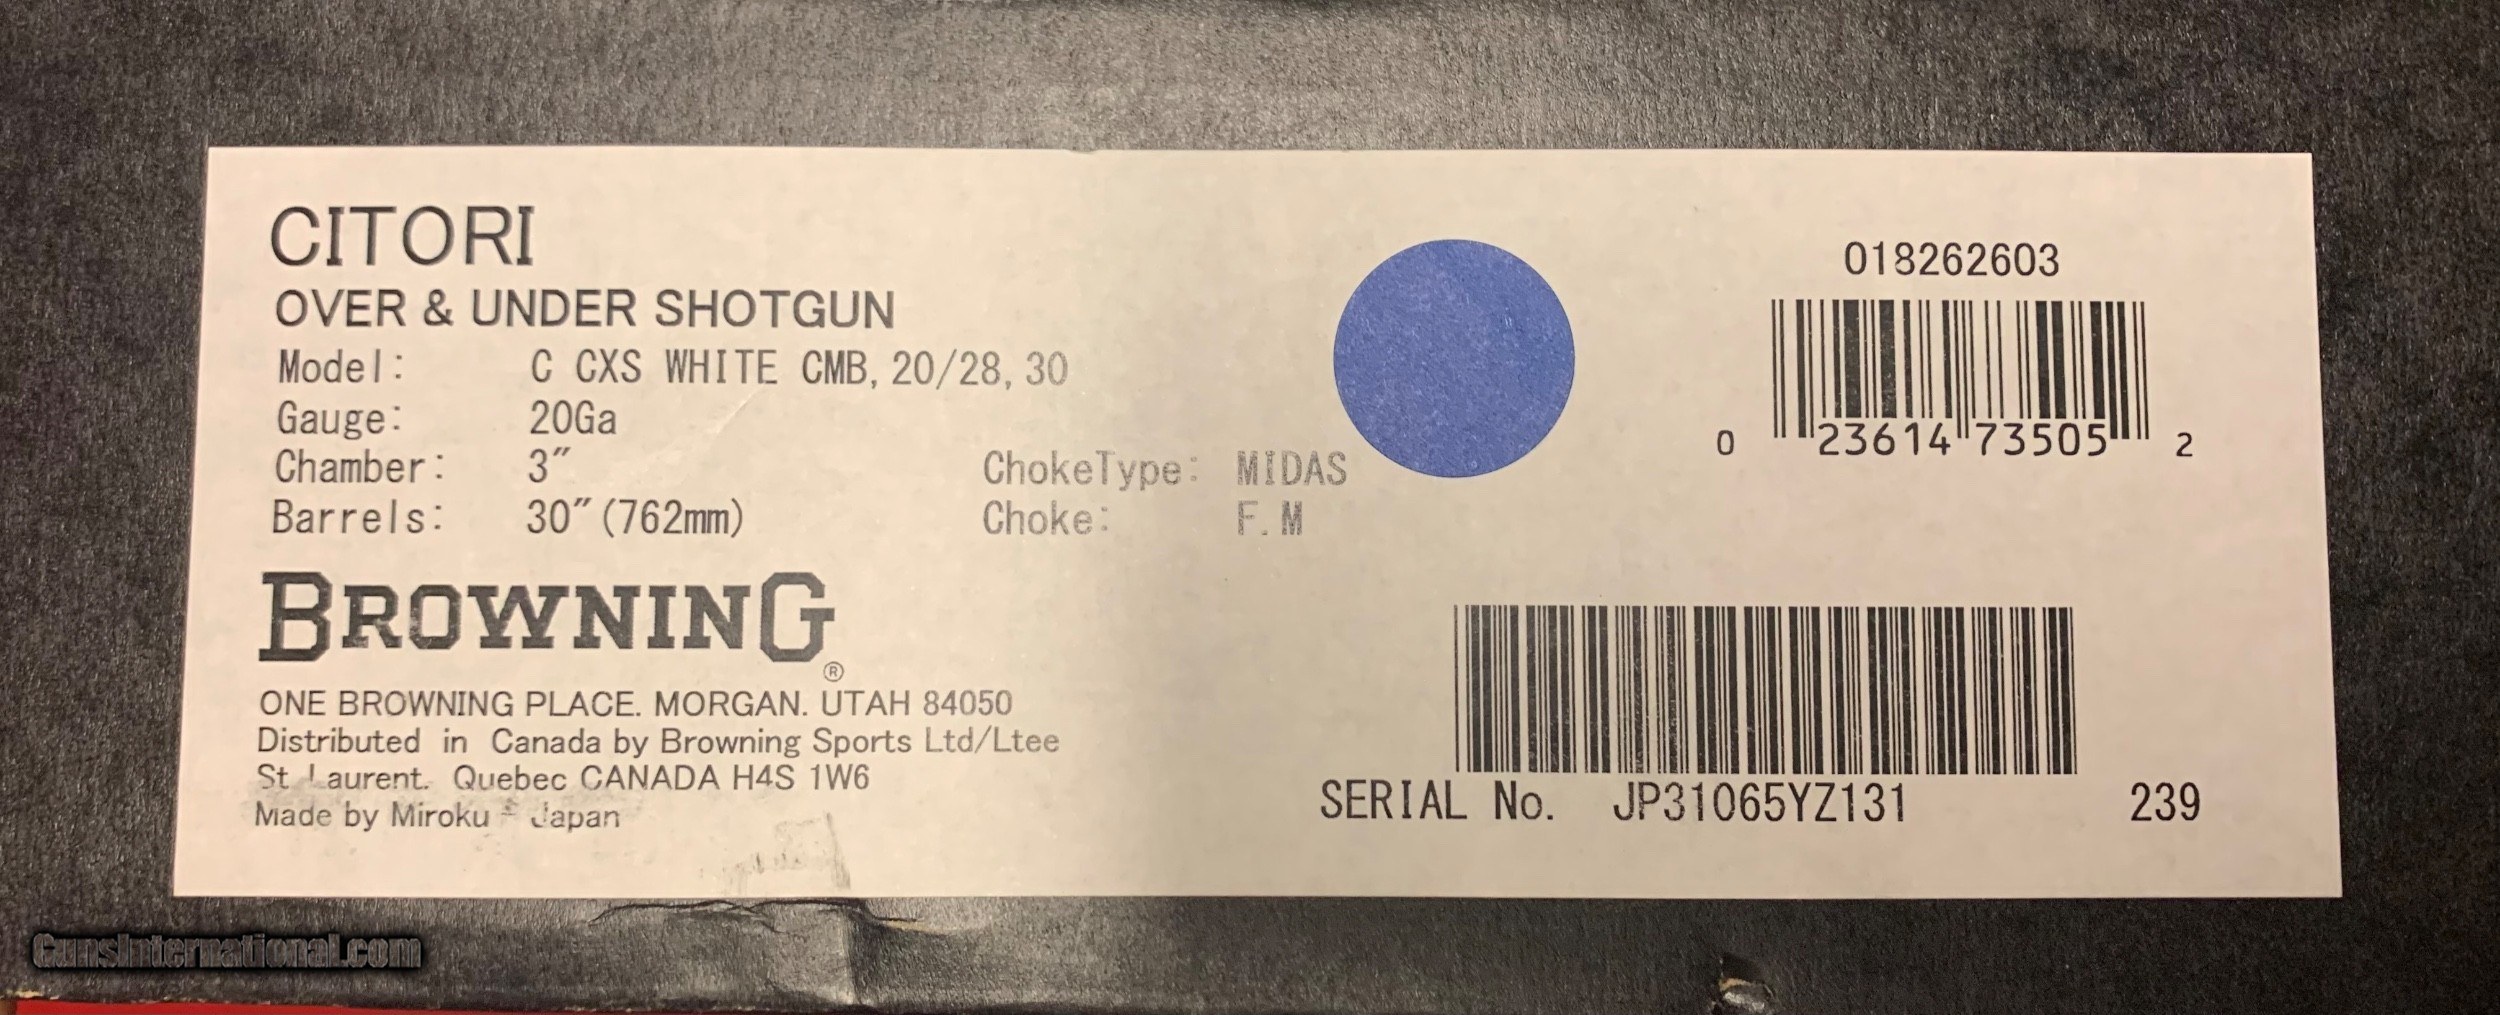 CITORI
OVER & UNDER SHOTGUN
Model: C CXS WHITE CMB, 20/28, 30
Gauge: 20Ga
Chamber: 3"
Barrels: 30"(762mm)
ChokeType: MIDAS
Choke: F.M
BROWNING®
ONE BROWNING PLACE. MORGAN. UTAH 84050
Distributed in Canada by Browning Sports Ltd/Ltee
St Laurent. Quebec CANADA H4S 1W6
Made by Miroku - Japan
018262603
0 23614 73505 2
SERIAL No. JP31065YZ131 239
GunsInternational.com